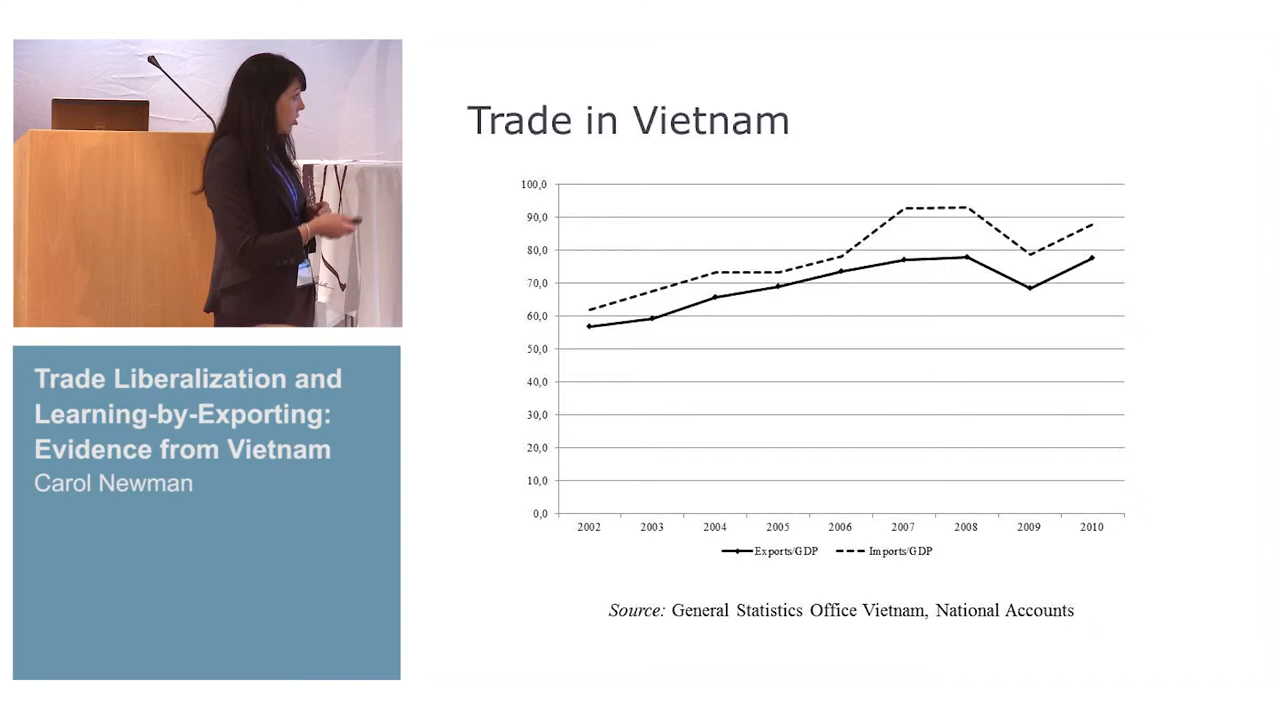 Trade Liberalization and
Learning-by-Exporting:
Evidence from Vietnam
Carol Newman
Trade in Vietnam
100,0
90,0
80,0
70,0
60,0
50,0
40,0
30,0
20,0
10,0
0,0
2002 2003 2004 2005 2006 2007 2008 2009 2010
Exports/GDP Imports/GDP
Source: General Statistics Office Vietnam, National Accounts